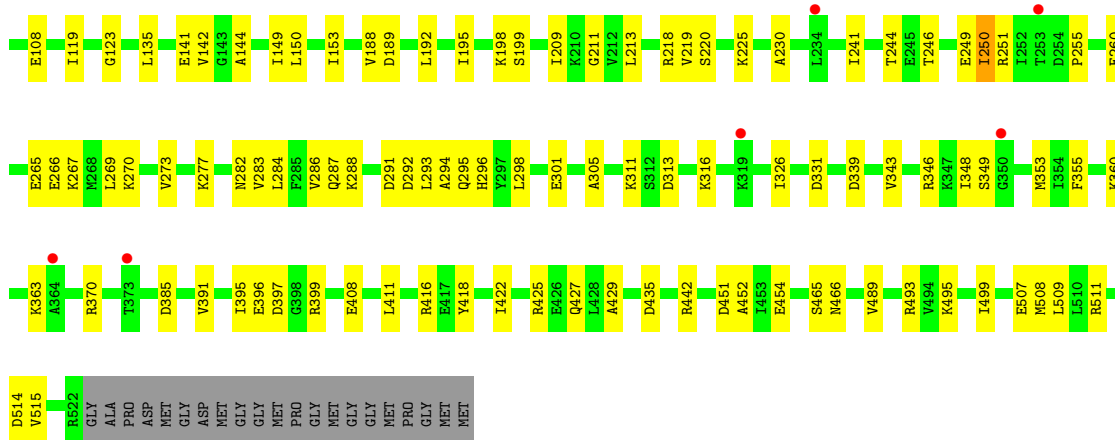 E108 I119 G123 L135 E141 V142 G143 A144 I149 L150 I153 V188 D189 L192 I195 K198 S199 I209 K210 G211 V212 L213 R218 V219 S220 K225 A230 L234 I241 T244 E245 T246 E249 I250 R251 I252 T253 D254 P255
E265 E266 K267 M268 L269 K270 V273 K277 N282 V283 L284 F285 V286 Q287 K288 D291 D292 L293 A294 Q295 H296 Y297 L298 E301 A305 K311 S312 D313 K316 K319 I326 D331 D339 V343 R346 K347 I348 S349 G350 M353 I354 F355
K363 A364 R370 T373 D385 V391 I395 E396 D397 G398 R399 E408 L411 R416 E417 Y418 I422 R425 E426 Q427 L428 A429 D435 R442 D451 A452 I453 E454 S465 N466 V489 R493 V494 K495 I499 E507 M508 L509 L510 R511
D514 V515 R522 GLY ALA PRO ASP MET GLY ASP MET GLY GLY MET PRO GLY MET GLY GLY MET PRO GLY MET MET